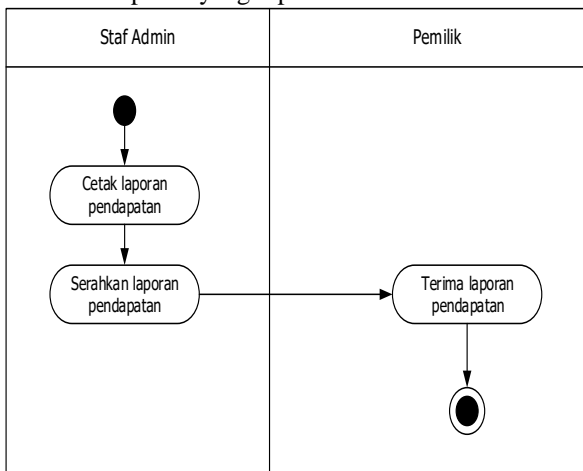 Staf Admin
Pemilik
Cetak laporan
pendapatan
Serahkan laporan
pendapatan
Terima laporan
pendapatan